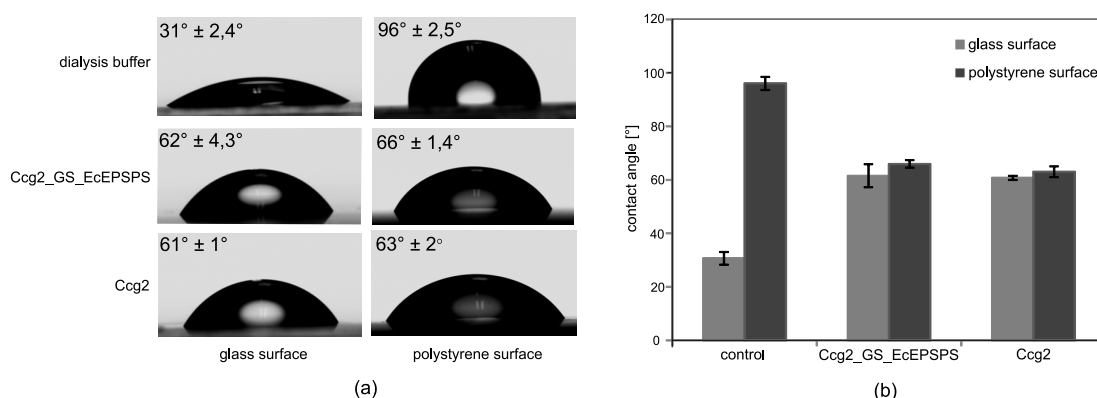 dialysis buffer
31° ± 2,4°
96° ± 2,5°
Ccg2_GS_EcEPSPS
62° ± 4,3°
66° ± 1,4°
Ccg2
61° ± 1°
63° ± 2°
glass surface
polystyrene surface
(a)
contact angle [°]
120
100
80
60
40
20
0
glass surface
polystyrene surface
control
Ccg2_GS_EcEPSPS
Ccg2
(b)